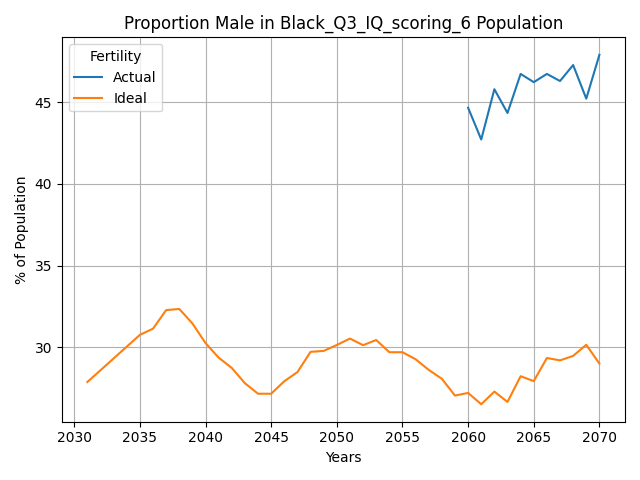 Proportion Male in Black_Q3_IQ_scoring_6 Population
Fertility
Actual
Ideal
% of Population
45
40
35
30
2030 2035 2040 2045 2050 2055 2060 2065 2070
Years